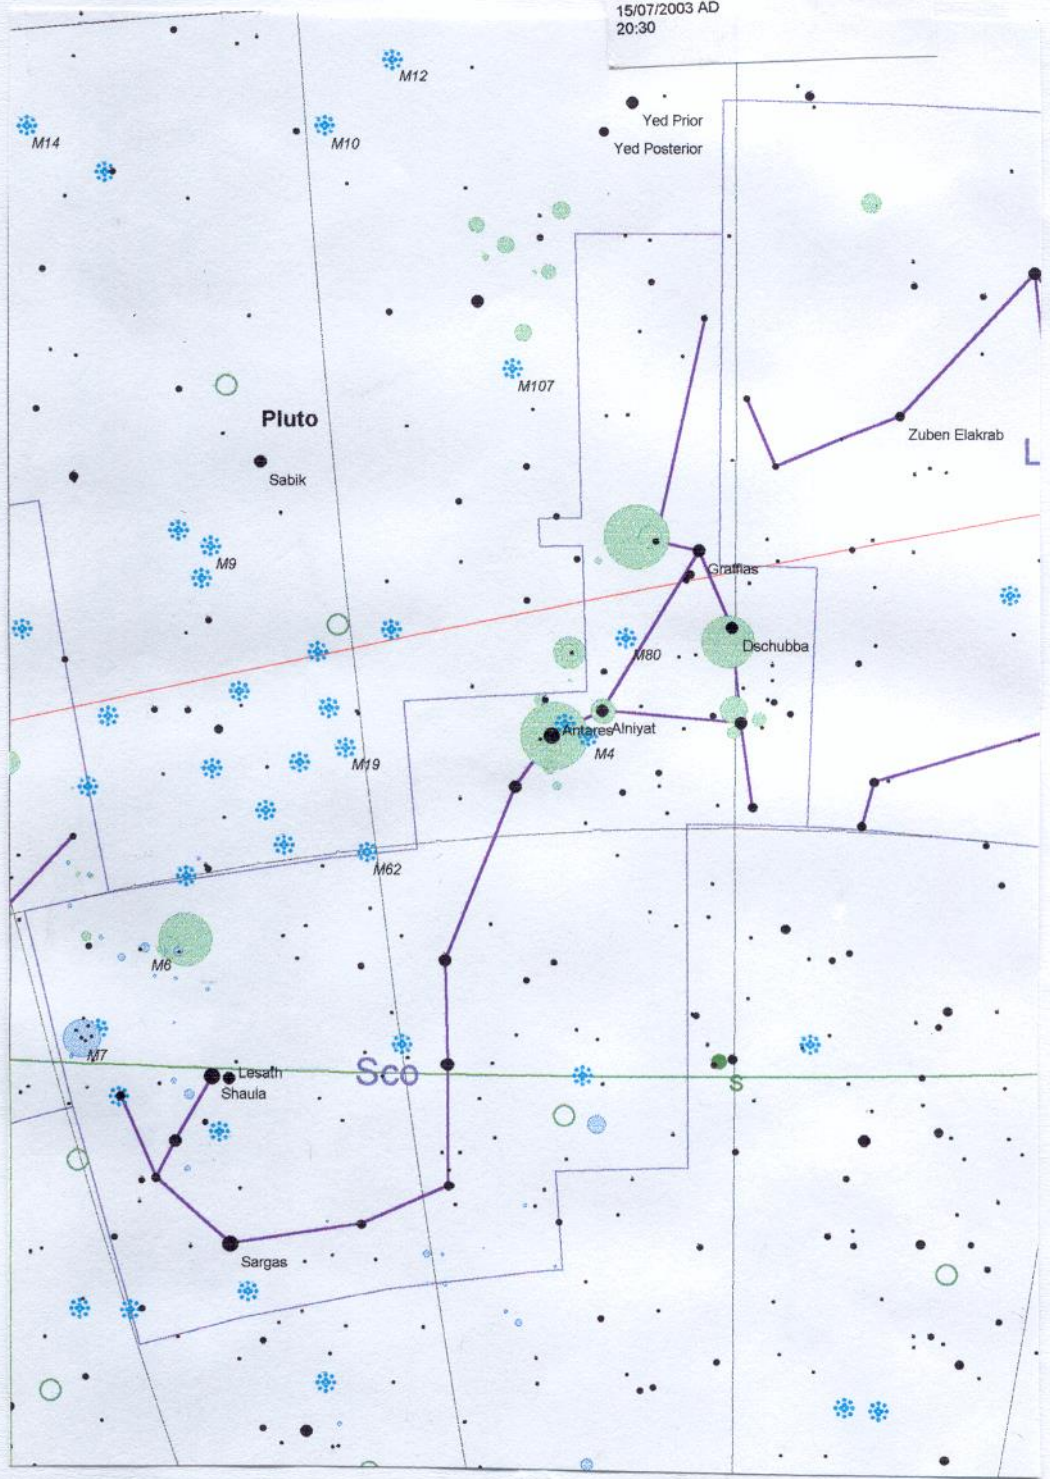 15/07/2003 AD
20:30
M12
Yed Prior
M14
M10
Yed Posterior
M107
Pluto
Zuben Elakrab
L
Sabik
M9
Graffias
Dschubba
M80
Antares
Alniyat
M4
M19
M62
M6
M7
Lesath
Sco
Shaula
S
Sargas